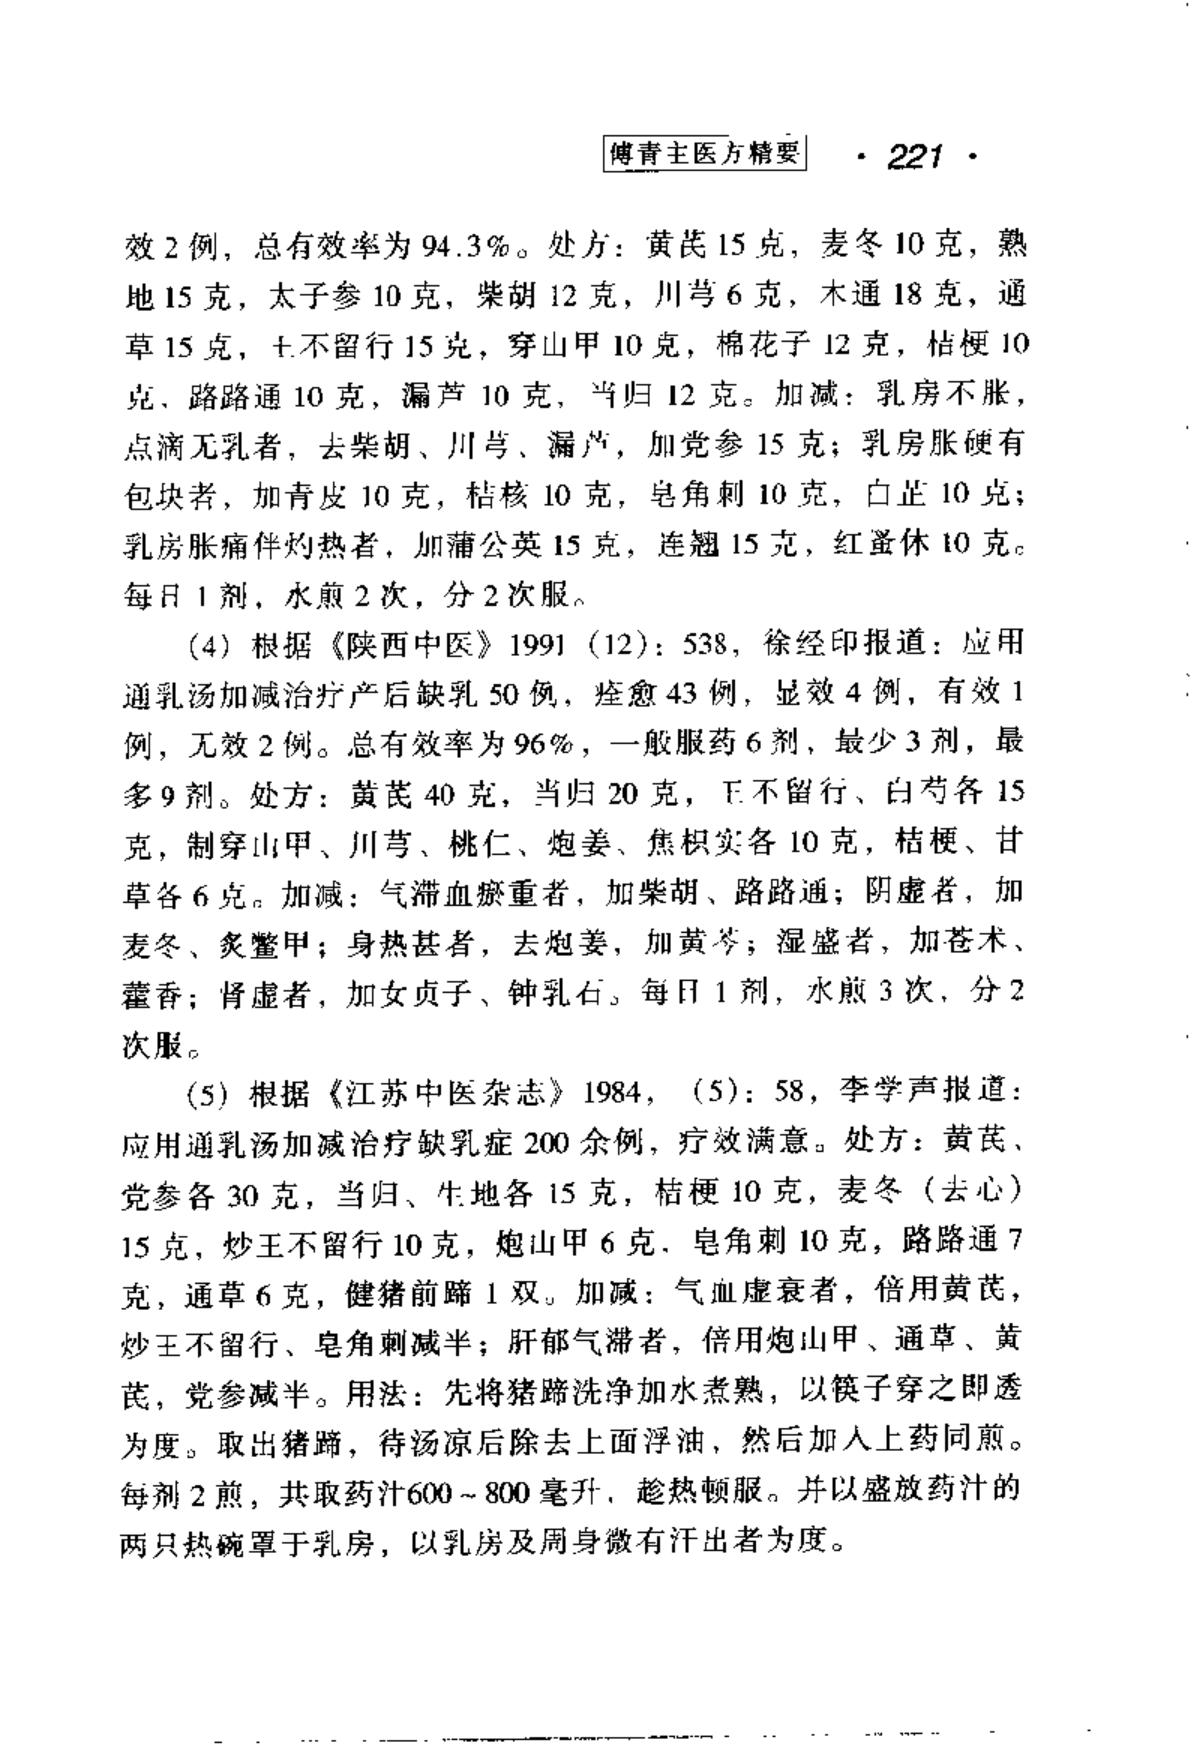 傅青主医方精要 · 221 ·
效 2 例，总有效率为 94.3%。处方：黄芪 15 克，麦冬 10 克，熟
地 15 克，太子参 10 克，柴胡 12 克，川芎 6 克，木通 18 克，通
草 15 克，王不留行 15 克，穿山甲 10 克，棉花子 12 克，桔梗 10
克，路路通 10 克，漏芦 10 克，当归 12 克。加减：乳房不胀，
点滴无乳者，去柴胡、川芎、漏芦，加党参 15 克；乳房胀硬有
包块者，加青皮 10 克，桔核 10 克，皂角刺 10 克，白芷 10 克；
乳房胀痛伴灼热者，加蒲公英 15 克，连翘 15 克，红蚤休 10 克。
每日 1 剂，水煎 2 次，分 2 次服。
（4）根据《陕西中医》1991（12）：538，徐经印报道：应用
通乳汤加减治疗产后缺乳 50 例，痊愈 43 例，显效 4 例，有效 1
例，无效 2 例。总有效率为 96%，一般服药 6 剂，最少 3 剂，最
多 9 剂。处方：黄芪 40 克，当归 20 克，王不留行、白芍各 15
克，制穿山甲、川芎、桃仁、炮姜、焦枳实各 10 克，桔梗、甘
草各 6 克。加减：气滞血瘀重者，加柴胡、路路通；阴虚者，加
麦冬、炙鳖甲；身热甚者，去炮姜，加黄芩；湿盛者，加苍术、
藿香；肾虚者，加女贞子、钟乳石。每日 1 剂，水煎 3 次，分 2
次服。
（5）根据《江苏中医杂志》1984，（5）：58，李学声报道：
应用通乳汤加减治疗缺乳症 200 余例，疗效满意。处方：黄芪、
党参各 30 克，当归、生地各 15 克，桔梗 10 克，麦冬（去心）
15 克，炒王不留行 10 克，炮山甲 6 克，皂角刺 10 克，路路通 7
克，通草 6 克，健猪前蹄 1 双。加减：气血虚衰者，倍用黄芪，
炒王不留行、皂角刺减半；肝郁气滞者，倍用炮山甲、通草、黄
芪，党参减半。用法：先将猪蹄洗净加水煮熟，以筷子穿之即透
为度。取出猪蹄，待汤凉后除去上面浮油，然后加入上药同煎。
每剂 2 煎，共取药汁600～800 毫升，趁热顿服。并以盛放药汁的
两只热碗罩于乳房，以乳房及周身微有汗出者为度。